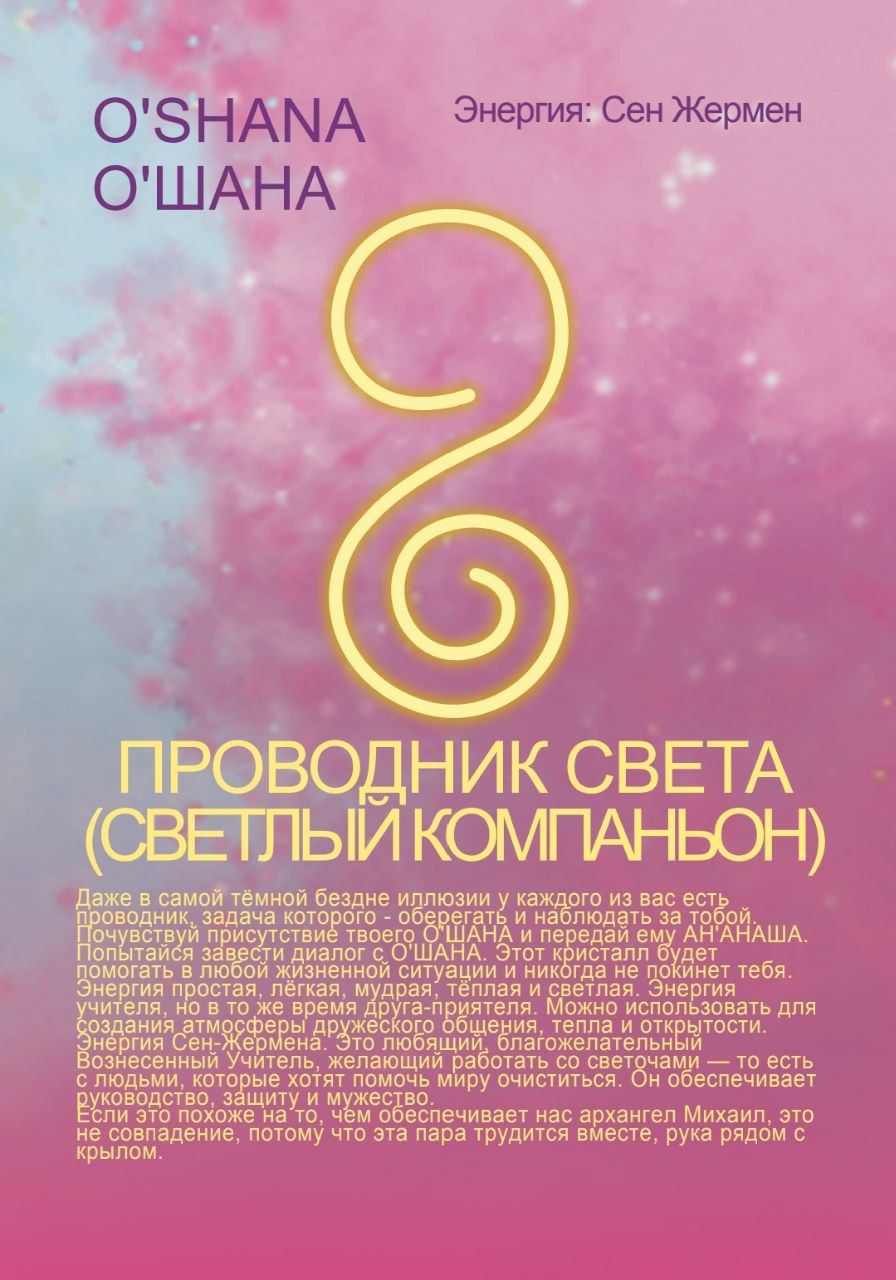 O'SHANA
О'ШАНА
Энергия: Сен Жермен
ПРОВОДНИК СВЕТА
(СВЕТЛЫЙ КОМПАНЬОН)
Даже в самой тёмной бездне иллюзии у каждого из вас есть
проводник, задача которого - оберегать и наблюдать за тобой.
Почувствуй присутствие твоего О'ШАНА и передай ему АН'АНАША.
Попытайся завести диалог с О'ШАНА. Этот кристалл будет
помогать в любой жизненной ситуации и никогда не покинет тебя.
Энергия простая, лёгкая, мудрая, тёплая и светлая. Энергия
учителя, но в то же время друга-приятеля. Можно использовать для
создания атмосферы дружеского общения, тепла и открытости.
Энергия Сен-Жермена. Это любящий, благожелательный
Вознесенный Учитель, желающий работать со светочами — то есть
с людьми, которые хотят помочь миру очиститься. Он обеспечивает
руководство, защиту и мужество.
Если это похоже на то, чем обеспечивает нас архангел Михаил, это
не совпадение, потому что эта пара трудится вместе, рука рядом с
крылом.